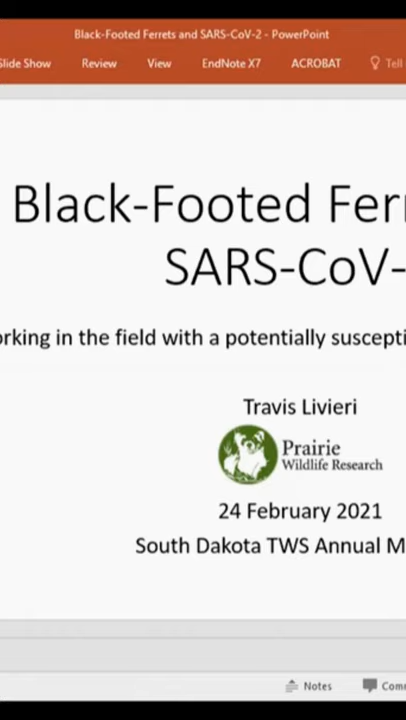 Black-Footed Ferrets and SARS-CoV-2 - PowerPoint
Slide Show Review View EndNote X7 ACROBAT Tell
Black-Footed Ferr
SARS-CoV-
orking in the field with a potentially suscepti
Travis Livieri
Prairie
Wildlife Research
24 February 2021
South Dakota TWS Annual M
Notes Comm